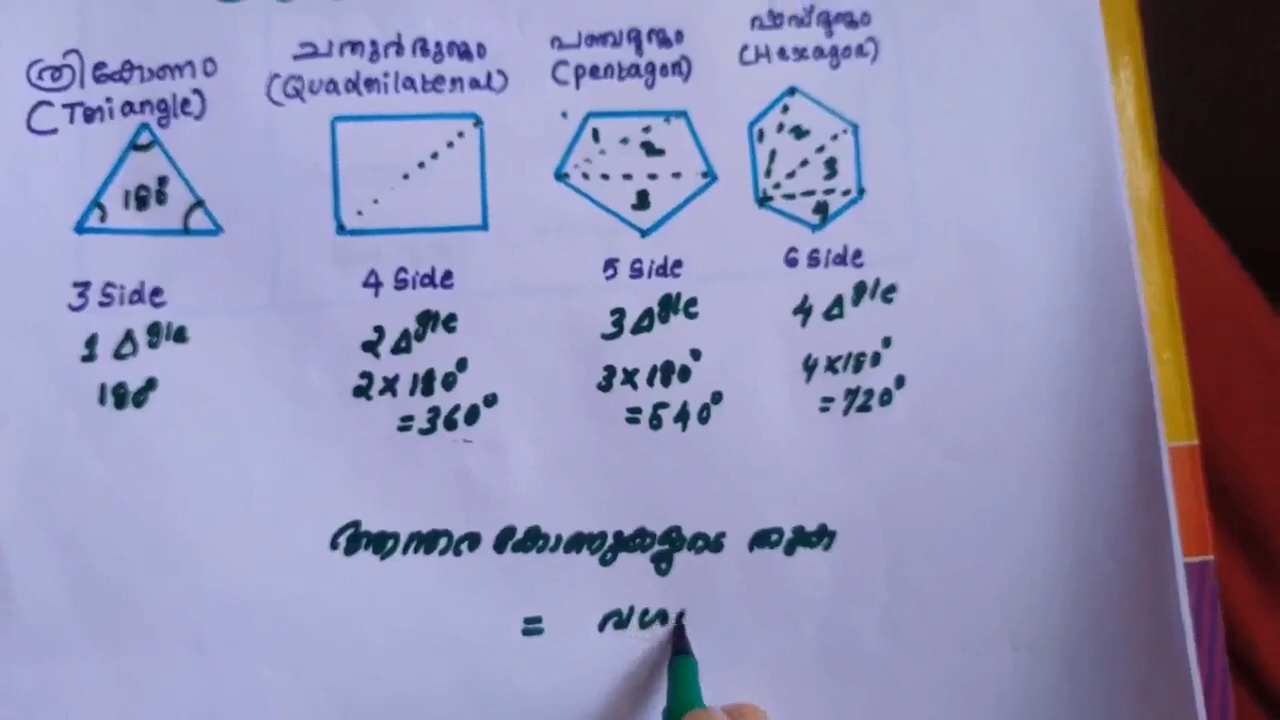 ത്രികോണം
(Triangle)
180°
3 Side
1 Δgle
180
ചതുർഭുജം
(Quadrilateral)
4 Side
2 Δgle
2 × 180°
= 360°
പഞ്ചഭുജം
(pentagon)
1
2
3
5 Side
3 Δgle
3 × 180°
= 540°
ഷഡ്ഭുജം
(Hexagon)
1
2
3
4
6 Side
4 Δgle
4 × 180°
= 720°
ആന്തര കോണുകളുടെ തുക
= വശ